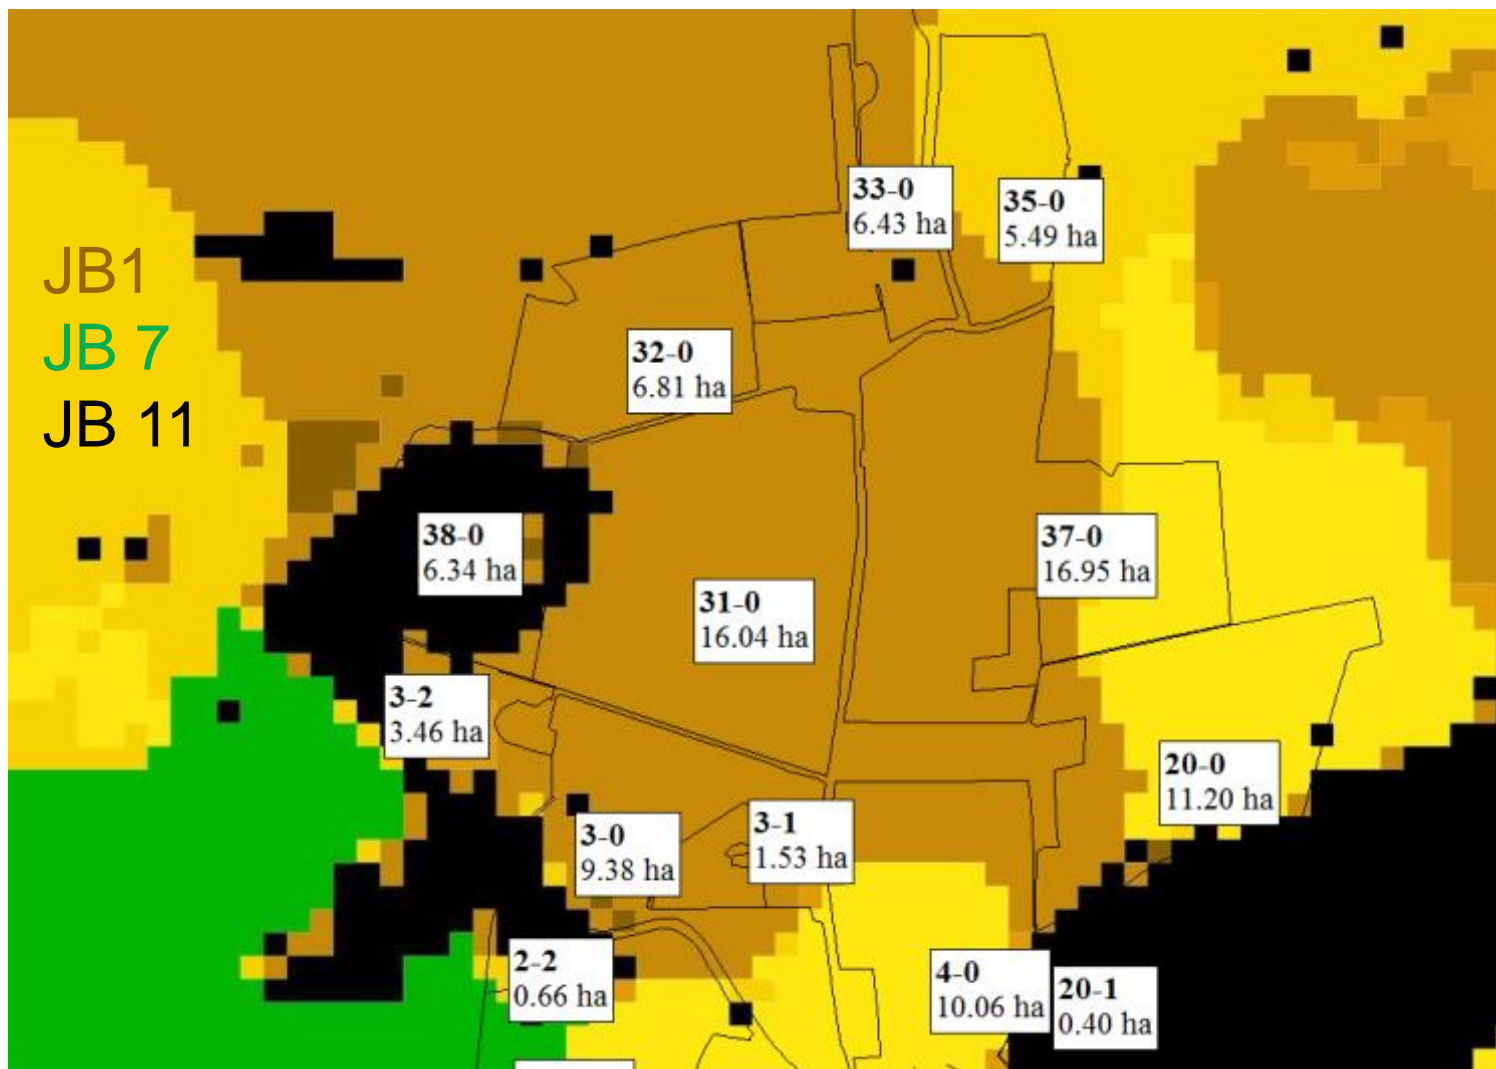 33-0
6.43 ha
35-0
5.49 ha
JB1
JB 7
JB 11
32-0
6.81 ha
38-0
6.34 ha
37-0
16.95 ha
31-0
16.04 ha
3-2
3.46 ha
20-0
11.20 ha
3-0
9.38 ha
3-1
1.53 ha
2-2
0.66 ha
4-0
10.06 ha
20-1
0.40 ha